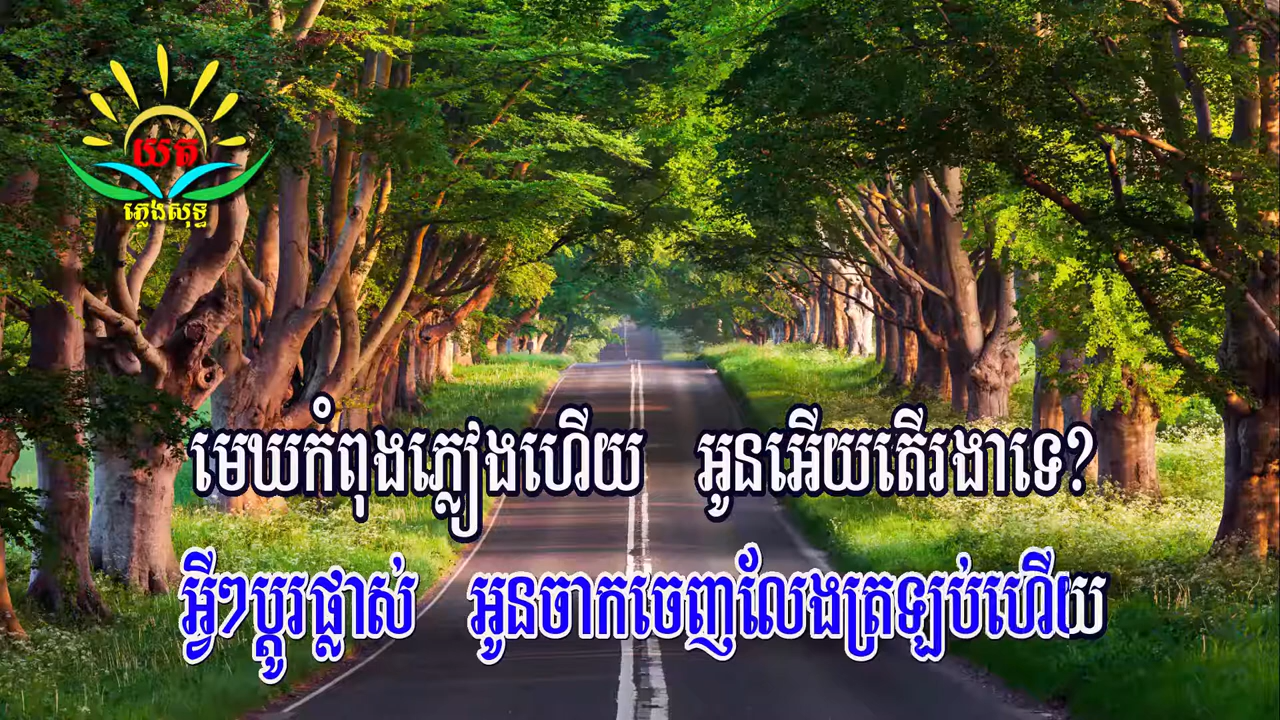 យត
ភ្លេងសុទ្ធ
មេឃកំពុងភ្លៀងហើយ អូនអើយតើរងាទេ?
អ្វីៗប្ដូរផ្លាស់ អូនចាកចេញលែងត្រឡប់ហើយ